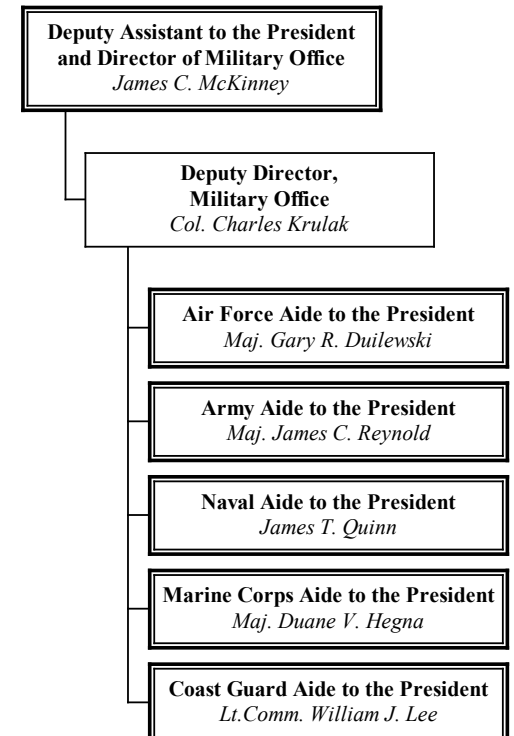 Deputy Assistant to the President
and Director of Military Office
James C. McKinney
Deputy Director,
Military Office
Col. Charles Krulak
Air Force Aide to the President
Maj. Gary R. Duilewski
Army Aide to the President
Maj. James C. Reynold
Naval Aide to the President
James T. Quinn
Marine Corps Aide to the President
Maj. Duane V. Hegna
Coast Guard Aide to the President
Lt.Comm. William J. Lee